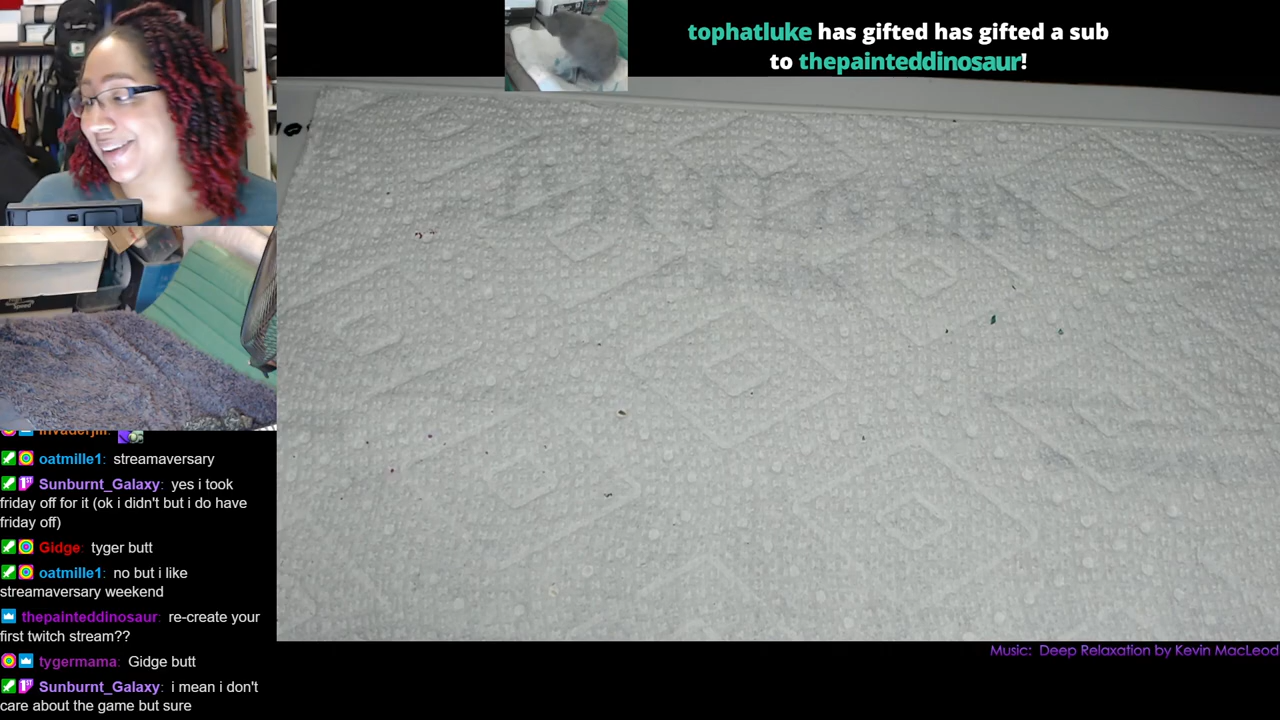 tophatluke has gifted has gifted a sub
to thepainteddinosaur!
invaderjill:
oatmille1: streamaversary
Sunburnt_Galaxy: yes i took
friday off for it (ok i didn't but i do have
friday off)
Gidge: tyger butt
oatmille1: no but i like
streamaversary weekend
thepainteddinosaur: re-create your
first twitch stream??
tygermama: Gidge butt
Sunburnt_Galaxy: i mean i don't
care about the game but sure
Music: Deep Relaxation by Kevin MacLeod